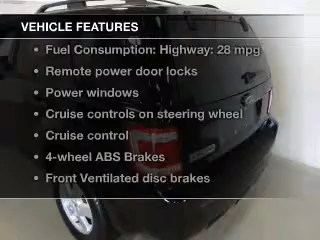 VEHICLE FEATURES
• Fuel Consumption: Highway: 28 mpg
• Remote power door locks
• Power windows
• Cruise controls on steering wheel
• Cruise control
• 4-wheel ABS Brakes
• Front Ventilated disc brakes